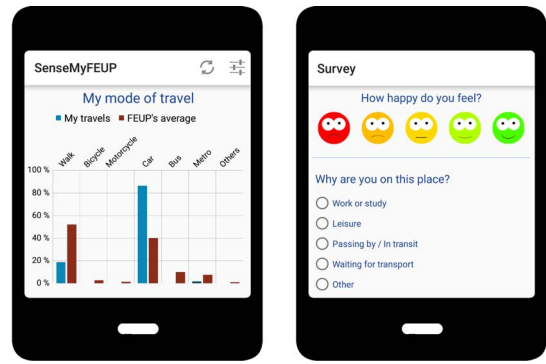 SenseMyFEUP
My mode of travel
My travels FEUP's average
Walk Bicycle Motorcycle Car Bus Metro Others
100 %
80 %
60 %
40 %
20 %
0 %
Survey
How happy do you feel?
Why are you on this place?
Work or study
Leisure
Passing by / In transit
Waiting for transport
Other